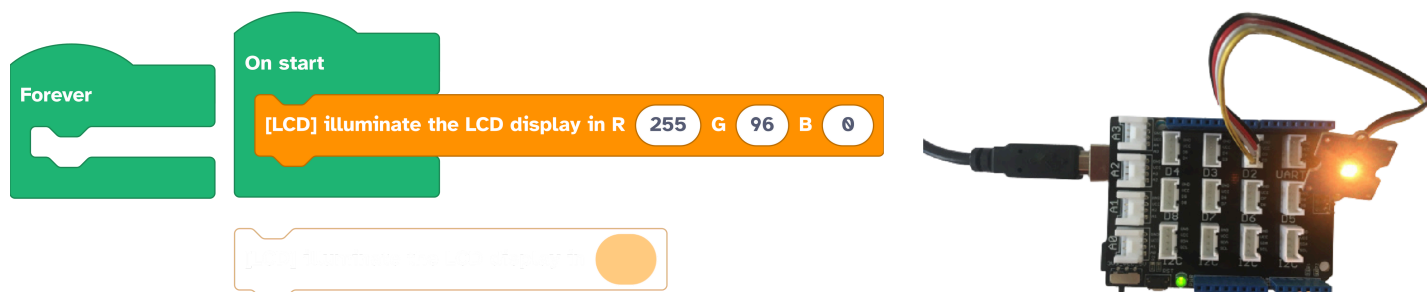 Forever
On start
[LCD] illuminate the LCD display in R 255 G 96 B 0
A3
A2
A1
A0
D4 D3 D2 UART
D8 D7 D6 D5
I2C I2C I2C I2C